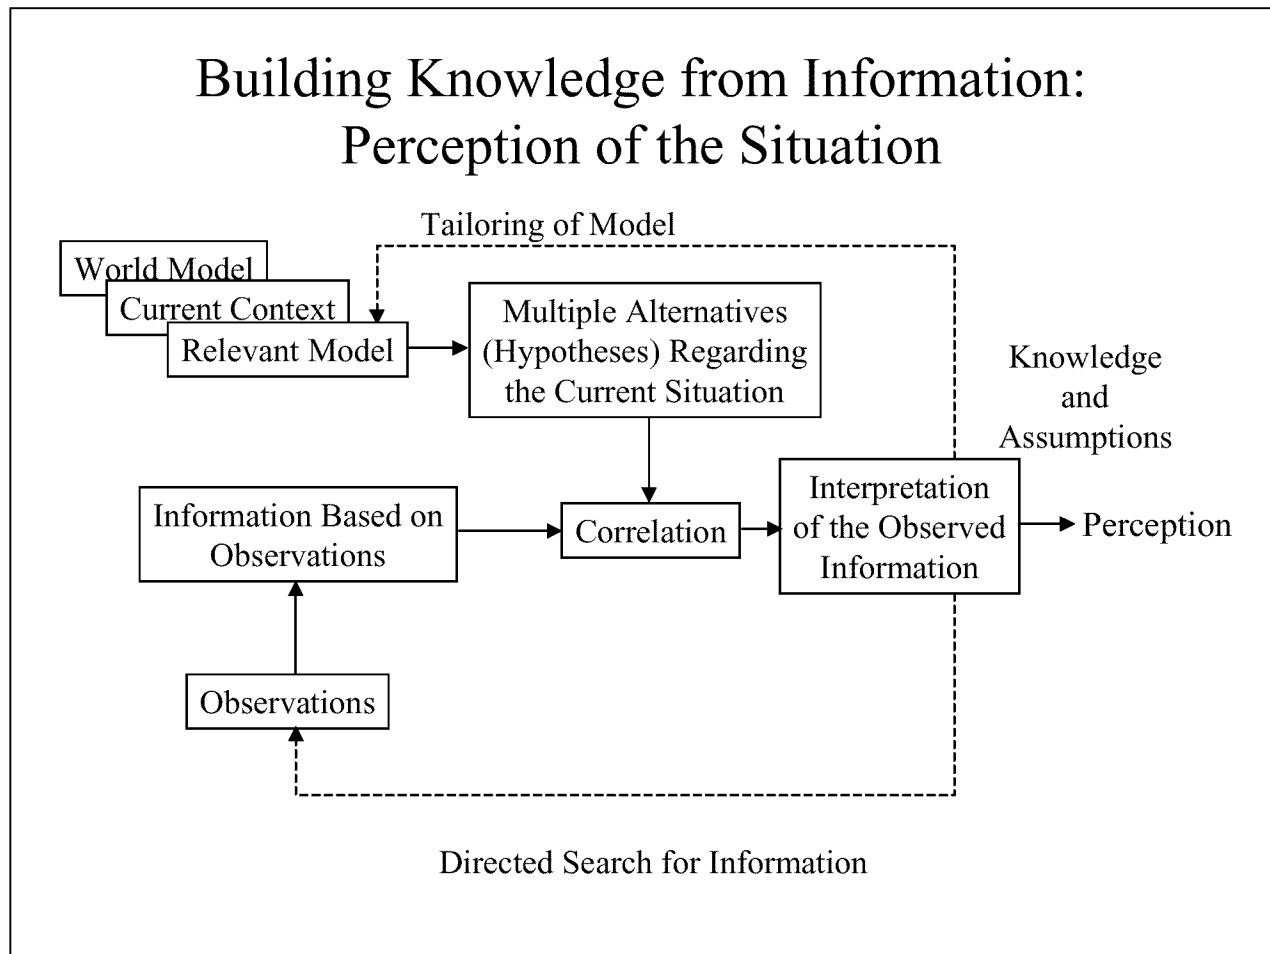 Building Knowledge from Information:
Perception of the Situation
Tailoring of Model
World Model
Current Context
Relevant Model
Multiple Alternatives
(Hypotheses) Regarding
the Current Situation
Knowledge
and
Assumptions
Information Based on
Observations
Correlation
Interpretation
of the Observed
Information
Perception
Observations
Directed Search for Information